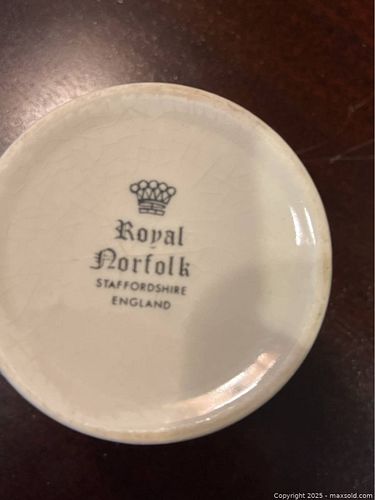 Royal
Norfolk
STAFFORDSHIRE
ENGLAND
Copyright 2025 - maxsold.com